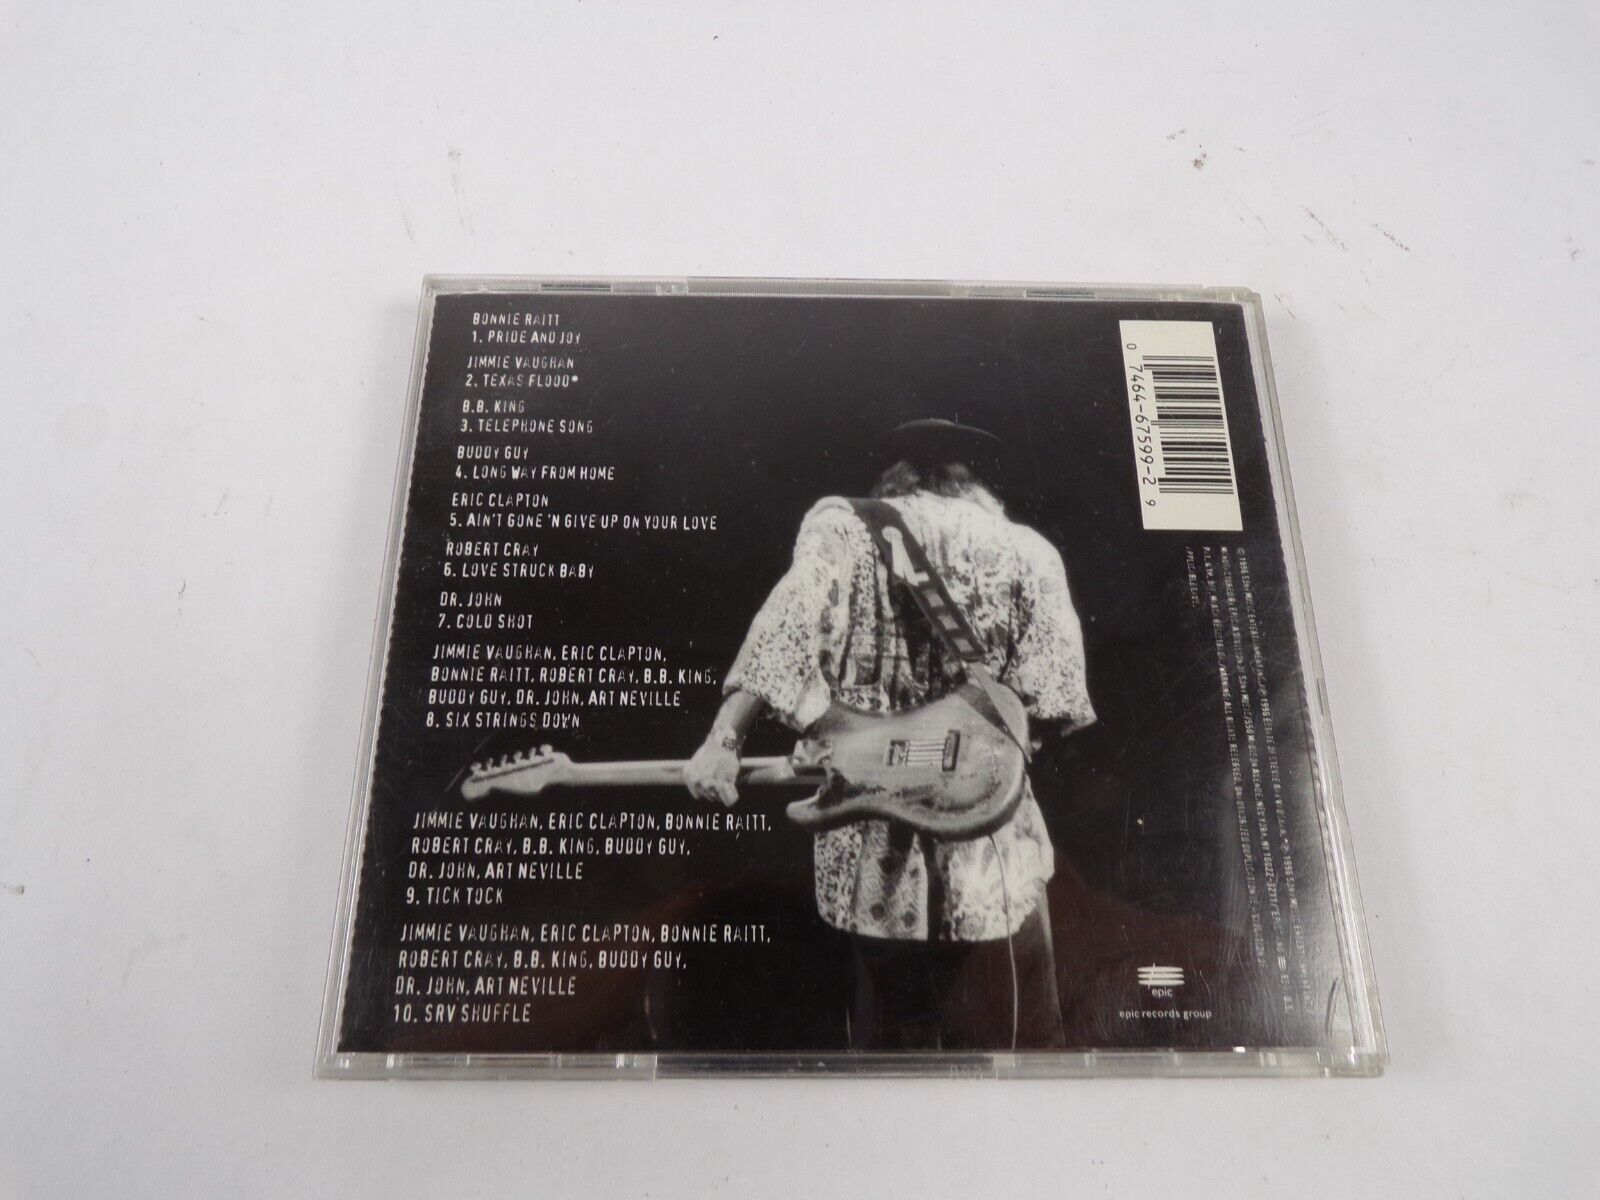 BONNIE RAITT
1. PRIDE AND JOY
JIMMIE VAUGHAN
2. TEXAS FLOOD*
B.B. KING
3. TELEPHONE SONG
BUDDY GUY
4. LONG WAY FROM HOME
ERIC CLAPTON
5. AIN'T GONE 'N GIVE UP ON YOUR LOVE
ROBERT CRAY
6. LOVE STRUCK BABY
DR. JOHN
7. COLD SHOT
JIMMIE VAUGHAN, ERIC CLAPTON,
BONNIE RAITT, ROBERT CRAY, B.B. KING,
BUDDY GUY, DR. JOHN, ART NEVILLE
8. SIX STRINGS DOWN
JIMMIE VAUGHAN, ERIC CLAPTON, BONNIE RAITT,
ROBERT CRAY, B.B. KING, BUDDY GUY,
DR. JOHN, ART NEVILLE
9. TICK TOCK
JIMMIE VAUGHAN, ERIC CLAPTON, BONNIE RAITT,
ROBERT CRAY, B.B. KING, BUDDY GUY,
DR. JOHN, ART NEVILLE
10. SRV SHUFFLE
0 7464-67599-2 9
epic
epic records group